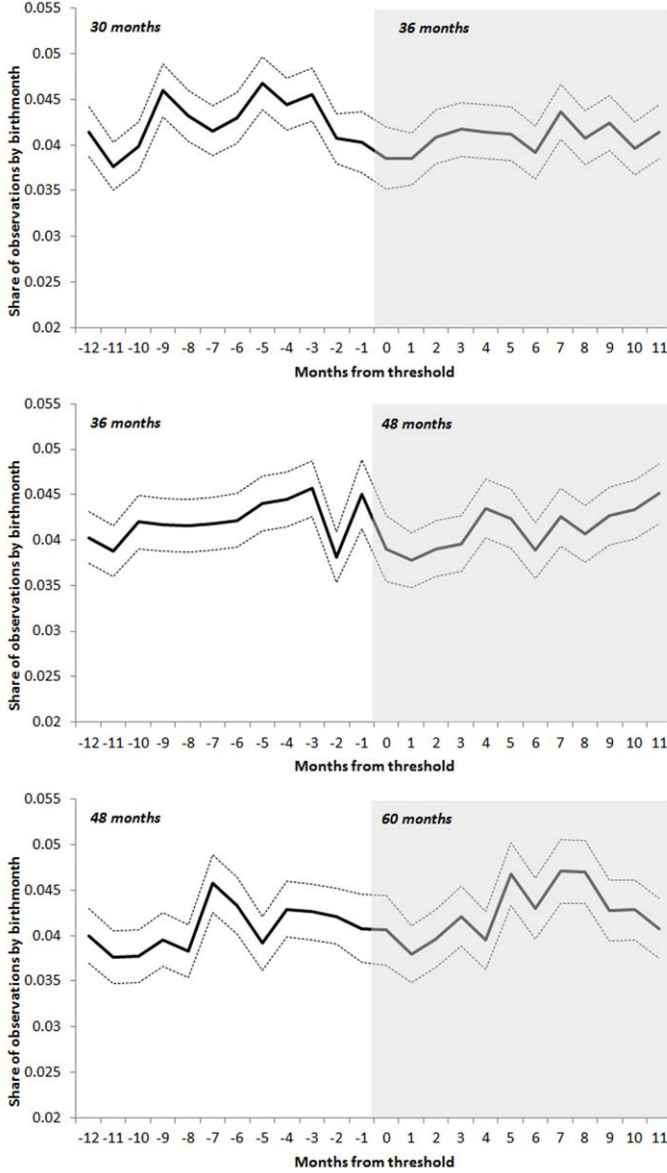 0.055
30 months
36 months
0.05
0.045
0.04
0.035
0.03
0.025
0.02
Share of observations by birthmonth
-12 -11 -10 -9 -8 -7 -6 -5 -4 -3 -2 -1 0 1 2 3 4 5 6 7 8 9 10 11
Months from threshold
0.055
36 months
48 months
0.05
0.045
0.04
0.035
0.03
0.025
0.02
Share of observations by birthmonth
-12 -11 -10 -9 -8 -7 -6 -5 -4 -3 -2 -1 0 1 2 3 4 5 6 7 8 9 10 11
Months from threshold
0.055
48 months
60 months
0.05
0.045
0.04
0.035
0.03
0.025
0.02
Share of observations by birthmonth
-12 -11 -10 -9 -8 -7 -6 -5 -4 -3 -2 -1 0 1 2 3 4 5 6 7 8 9 10 11
Months from threshold